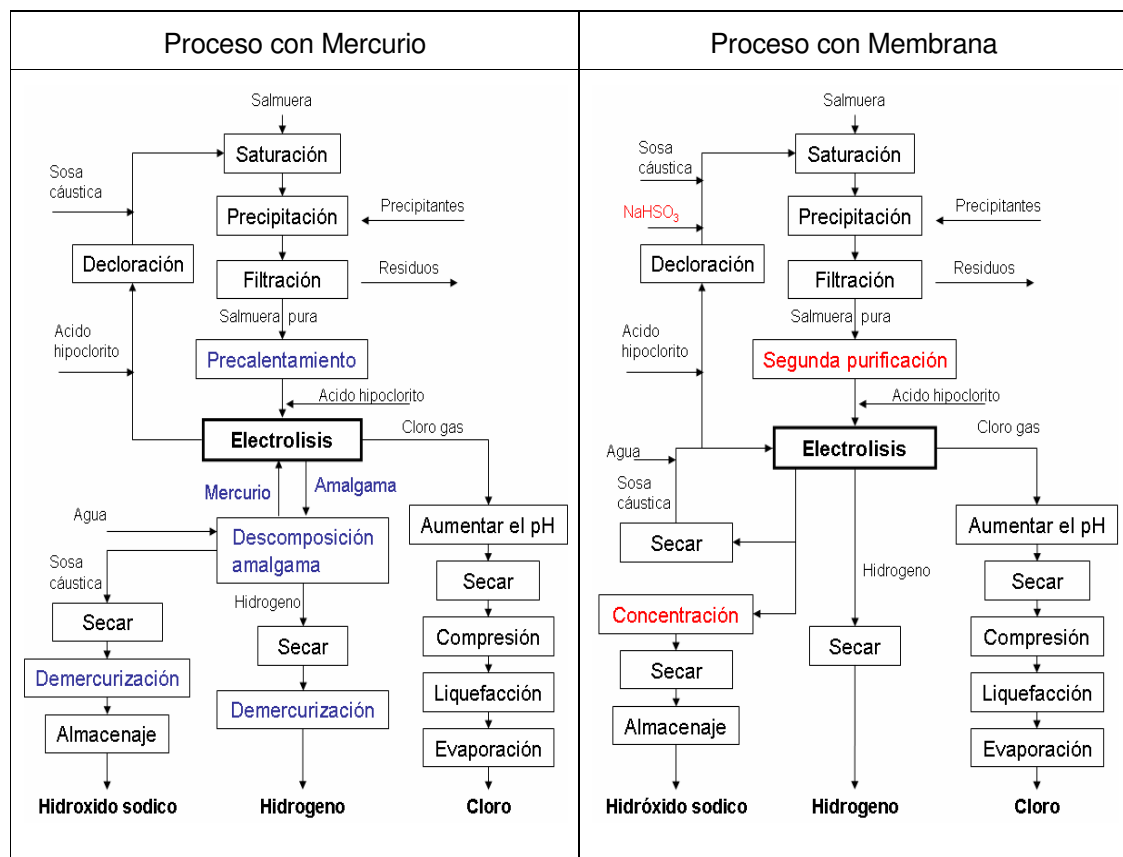 Proceso con Mercurio
Salmuera
Saturación
Sosa
cáustica
Precipitación
Precipitantes
Decloración
Filtración
Residuos
Salmuera pura
Acido
hipoclorito
Precalentamiento
Acido hipoclorito
Electrolisis
Cloro gas
Mercurio
Amalgama
Agua
Descomposición
amalgama
Aumentar el pH
Sosa
cáustica
Hidrogeno
Secar
Secar
Secar
Compresión
Demercurización
Demercurización
Liquefacción
Almacenaje
Evaporación
Hidroxido sodico
Hidrogeno
Cloro
Proceso con Membrana
Salmuera
Sosa
cáustica
Saturación
NaHSO₃
Precipitación
Precipitantes
Decloración
Filtración
Residuos
Salmuera pura
Acido
hipoclorito
Segunda purificación
Acido hipoclorito
Electrolisis
Cloro gas
Agua
Sosa
cáustica
Secar
Aumentar el pH
Hidrogeno
Secar
Concentración
Secar
Compresión
Secar
Liquefacción
Almacenaje
Evaporación
Hidróxido sodico
Hidrogeno
Cloro